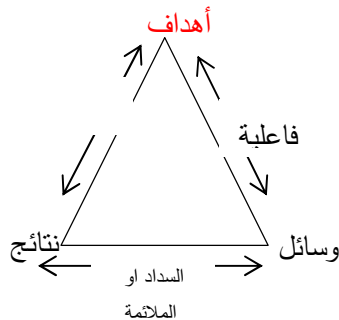 أهداف
فاعلية
نتائج
وسائل
السداد او
الملائمة